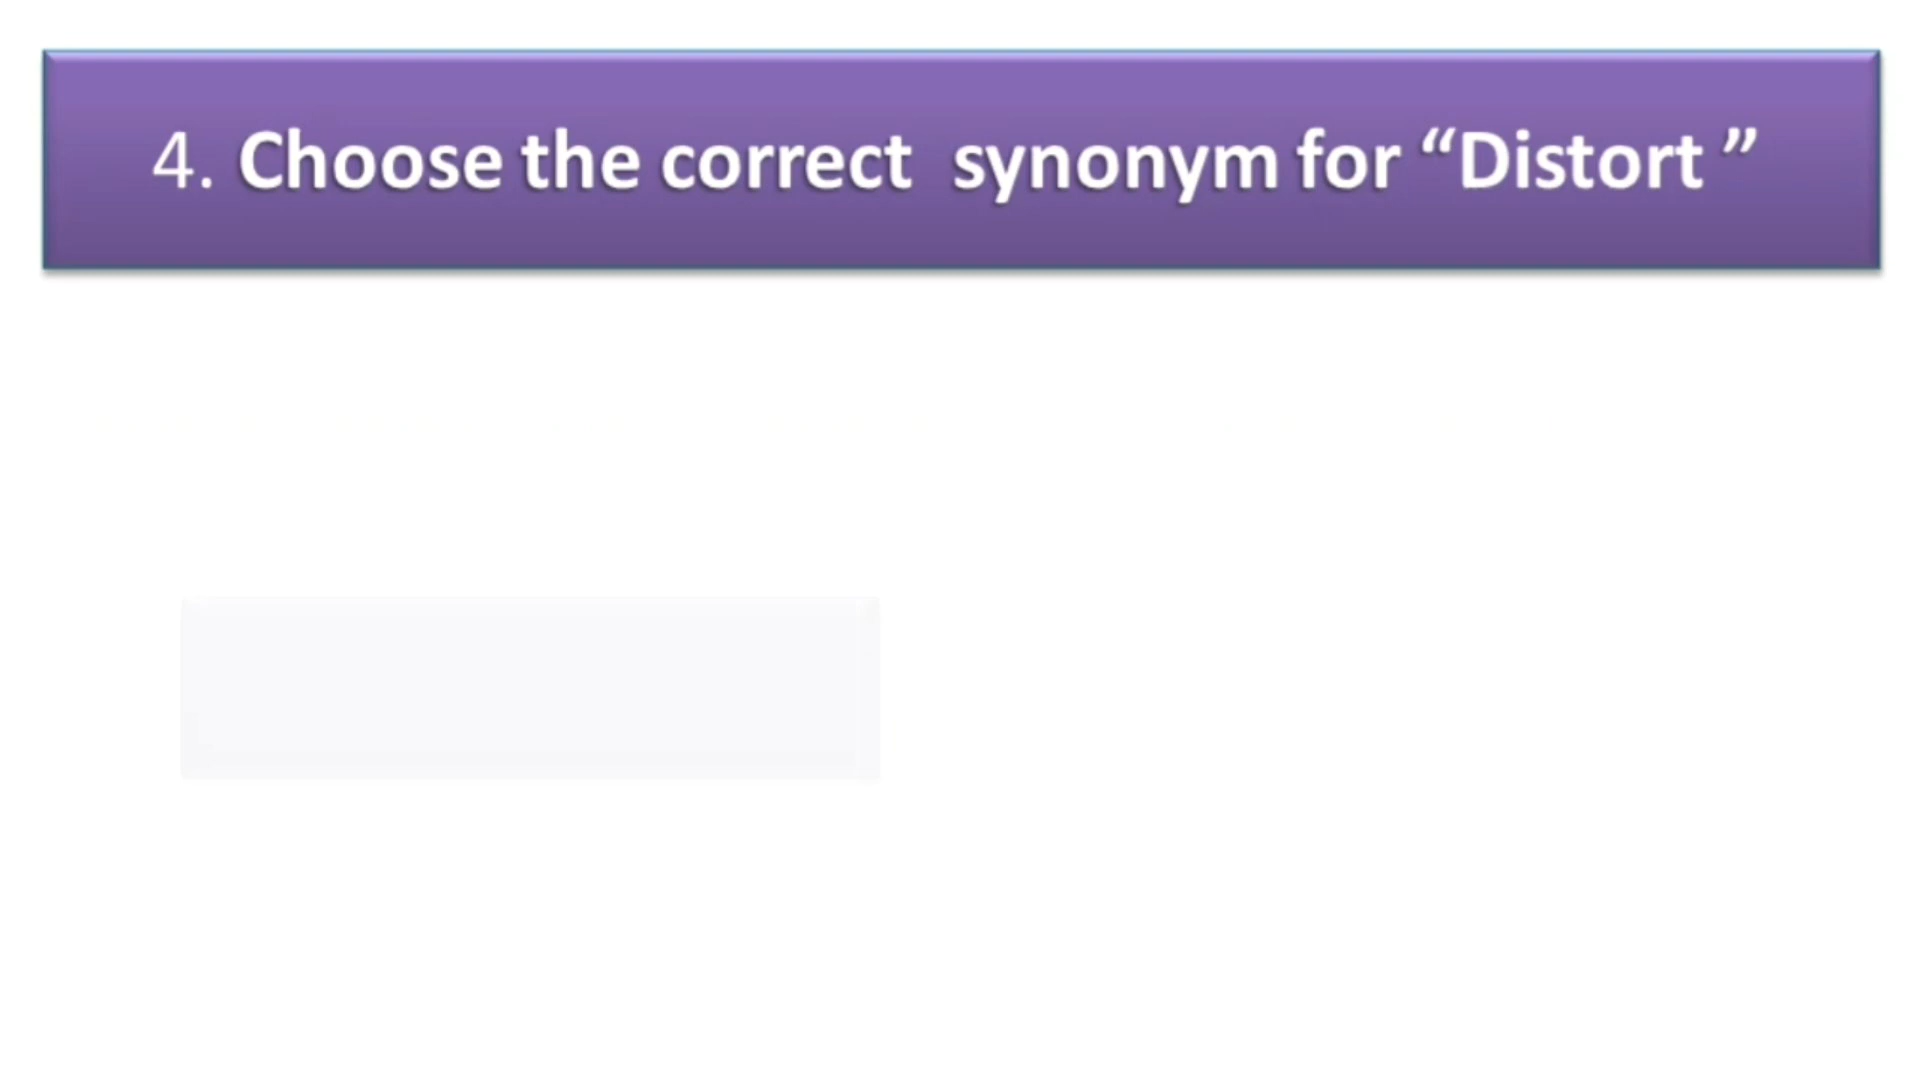 4. Choose the correct  synonym for “Distort ”